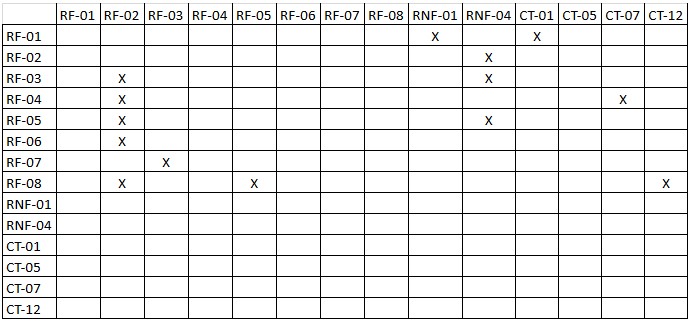 RF-01 RF-02 RF-03 RF-04 RF-05 RF-06 RF-07 RF-08 RNF-01 RNF-04 CT-01 CT-05 CT-07 CT-12
RF-01 X X
RF-02 X
RF-03 X X
RF-04 X X
RF-05 X X
RF-06 X
RF-07 X
RF-08 X X X
RNF-01
RNF-04
CT-01
CT-05
CT-07
CT-12